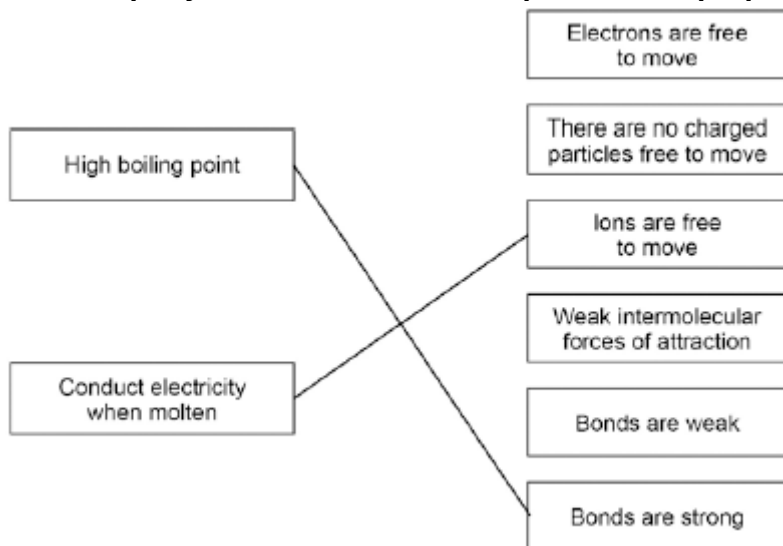 High boiling point
Conduct electricity
when molten
Electrons are free
to move
There are no charged
particles free to move
Ions are free
to move
Weak intermolecular
forces of attraction
Bonds are weak
Bonds are strong